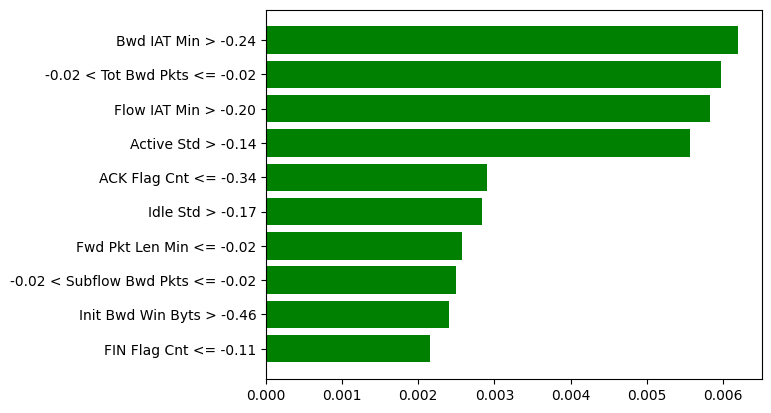 Bwd IAT Min > -0.24
-0.02 < Tot Bwd Pkts <= -0.02
Flow IAT Min > -0.20
Active Std > -0.14
ACK Flag Cnt <= -0.34
Idle Std > -0.17
Fwd Pkt Len Min <= -0.02
-0.02 < Subflow Bwd Pkts <= -0.02
Init Bwd Win Byts > -0.46
FIN Flag Cnt <= -0.11
0.000 0.001 0.002 0.003 0.004 0.005 0.006